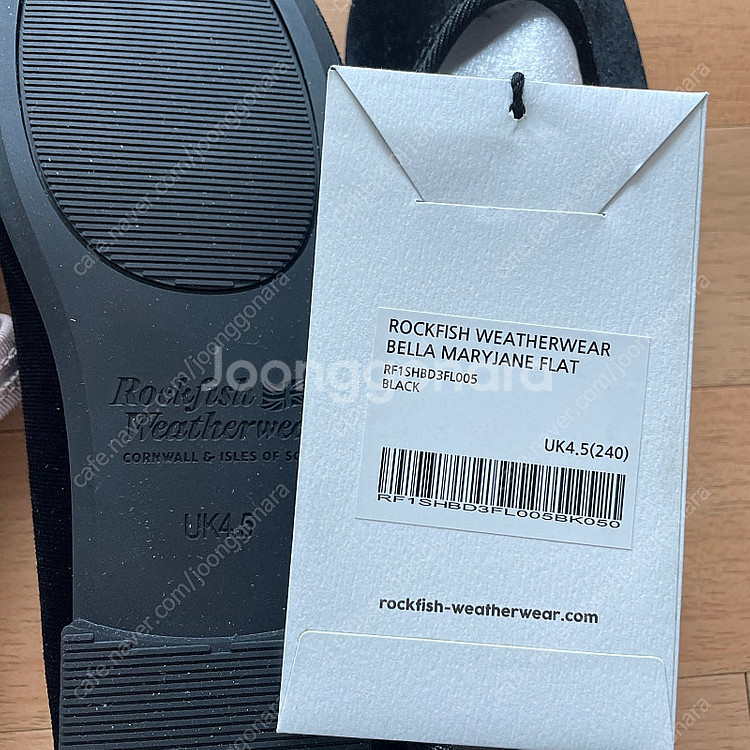 Rockfish
Weatherwear
CORNWALL & ISLES OF
UK4.5
ROCKFISH WEATHERWEAR
BELLA MARYJANE FLAT
RF1SHBD3FL005
BLACK
UK4.5(240)
RF1SHBD3FL005BK050
rockfish-weatherwear.com
Joonggonara
cafe.naver.com/joonggonara